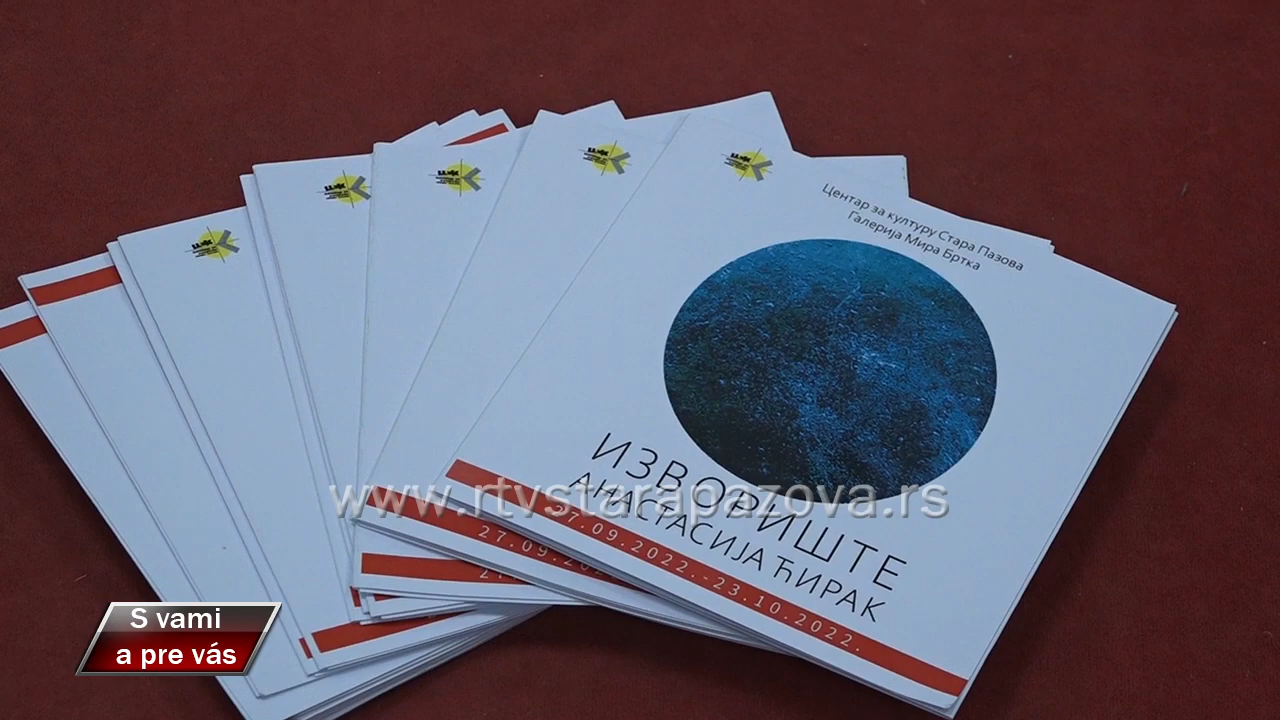 Центар за културу Стара Пазова
Галерија Мира Бртка
ИЗВОРИШТЕ
АНАСТАСИЈА ЋИРАК
27.09.2022.-23.10.2022.
27.09.20
www.rtvstarapazova.rs
S vami
a pre vás